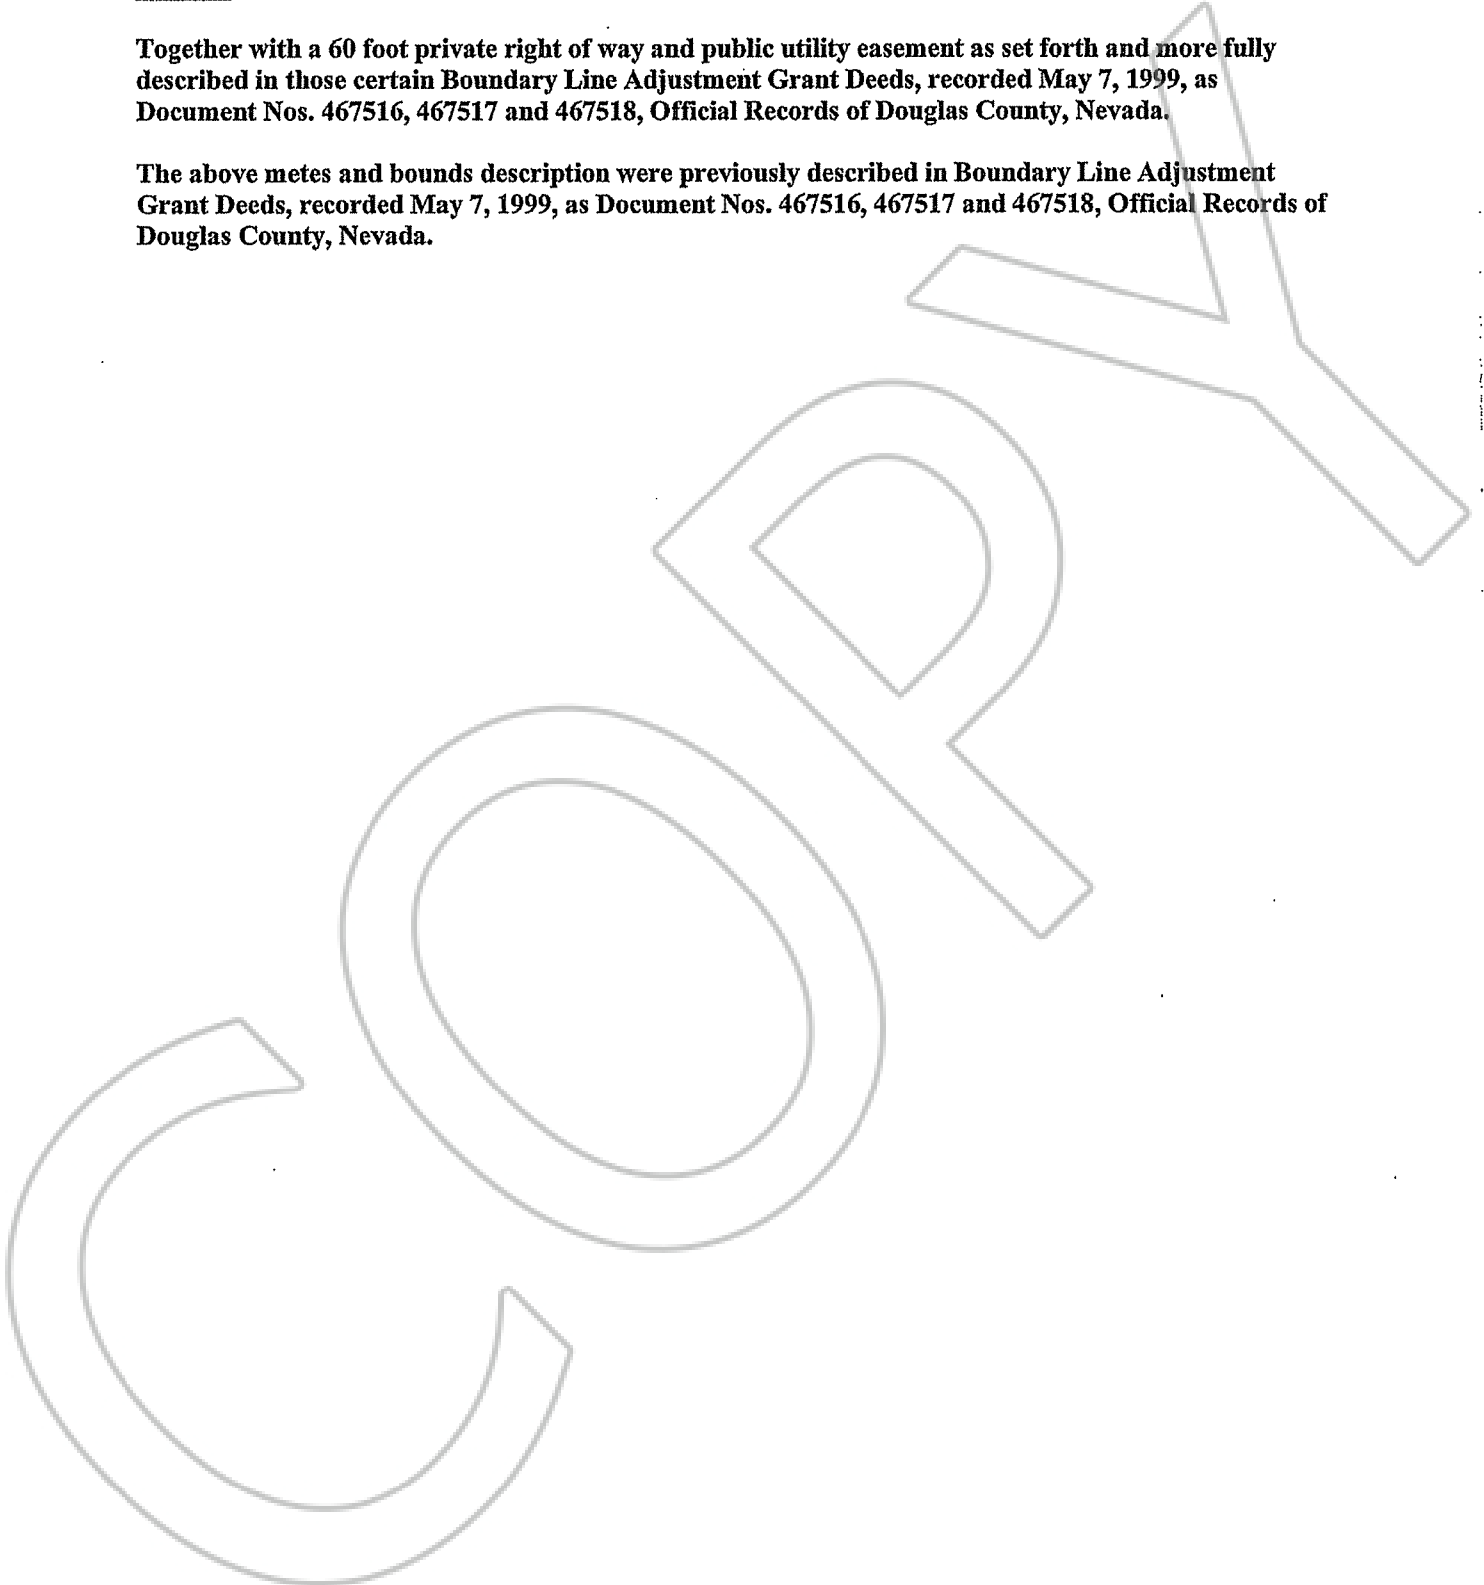 Together with a 60 foot private right of way and public utility easement as set forth and more fully
described in those certain Boundary Line Adjustment Grant Deeds, recorded May 7, 1999, as
Document Nos. 467516, 467517 and 467518, Official Records of Douglas County, Nevada.
The above metes and bounds description were previously described in Boundary Line Adjustment
Grant Deeds, recorded May 7, 1999, as Document Nos. 467516, 467517 and 467518, Official Records of
Douglas County, Nevada.
COPY